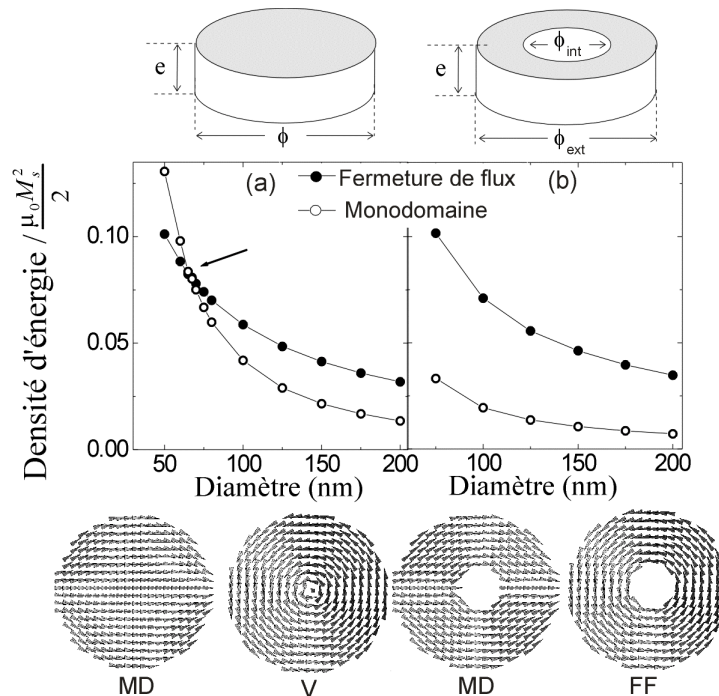 e
ϕ
e
ϕint
ϕext
(a)
Fermeture de flux
(b)
Monodomaine
Densité d'énergie / μ₀M²ₛ / 2
0.10
0.05
0.00
50
100
150
200
100
150
200
Diamètre (nm)
Diamètre (nm)
MD
V
MD
FF